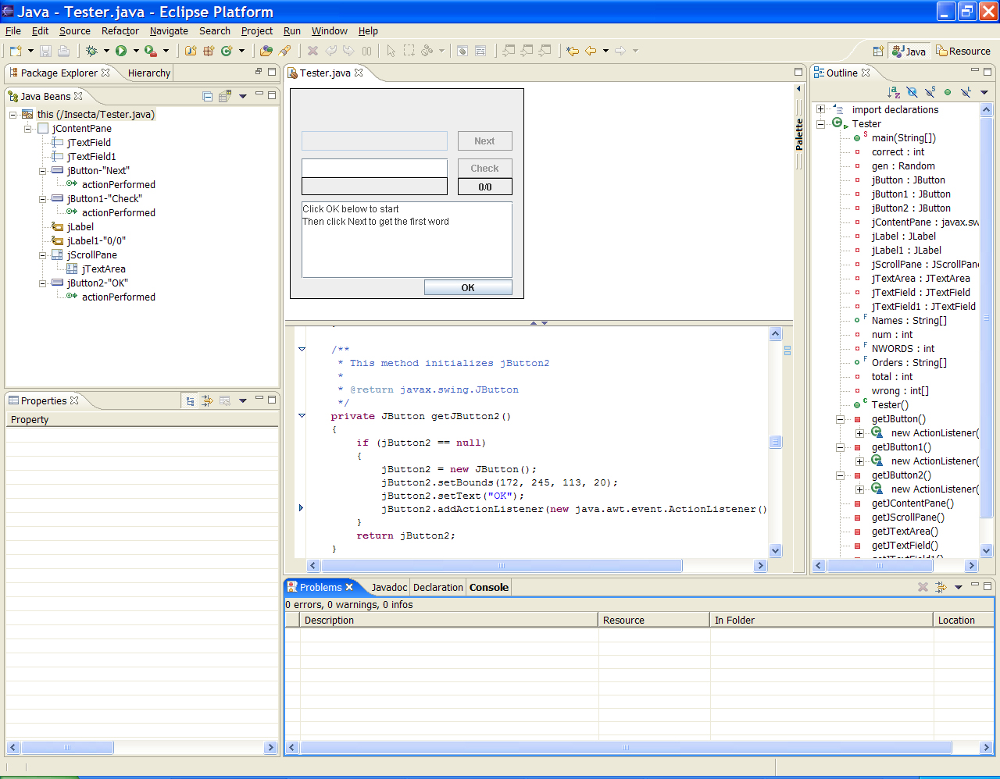 Java - Tester.java - Eclipse Platform
File Edit Source Refactor Navigate Search Project Run Window Help
Java
Resource
Package Explorer
Hierarchy
Java Beans
this (/Insecta/Tester.java)
jContentPane
jTextField
jTextField1
jButton-"Next"
actionPerformed
jButton1-"Check"
actionPerformed
jLabel
jLabel1-"0/0"
jScrollPane
jTextArea
jButton2-"OK"
actionPerformed
Properties
Property
Tester.java
Next
Check
0/0
Click OK below to start
Then click Next to get the first word
OK
Palette
/**
* This method initializes jButton2
*
* @return javax.swing.JButton
*/
private JButton getJButton2()
{
if (jButton2 == null)
{
jButton2 = new JButton();
jButton2.setBounds(172, 245, 113, 20);
jButton2.setText("OK");
jButton2.addActionListener(new java.awt.event.ActionListener()
}
return jButton2;
}
Problems
Javadoc
Declaration
Console
0 errors, 0 warnings, 0 infos
Description Resource In Folder Location
Outline
import declarations
Tester
main(String[])
correct : int
gen : Random
jButton : JButton
jButton1 : JButton
jButton2 : JButton
jContentPane : javax.sw
jLabel : JLabel
jLabel1 : JLabel
jScrollPane : JScrollPan
jTextArea : JTextArea
jTextField : JTextField
jTextField1 : JTextField
Names : String[]
num : int
NWORDS : int
Orders : String[]
total : int
wrong : int[]
Tester()
getJButton()
new ActionListener(
getJButton1()
new ActionListener(
getJButton2()
new ActionListener(
getJContentPane()
getJScrollPane()
getJTextArea()
getJTextField()
getJTextField1()